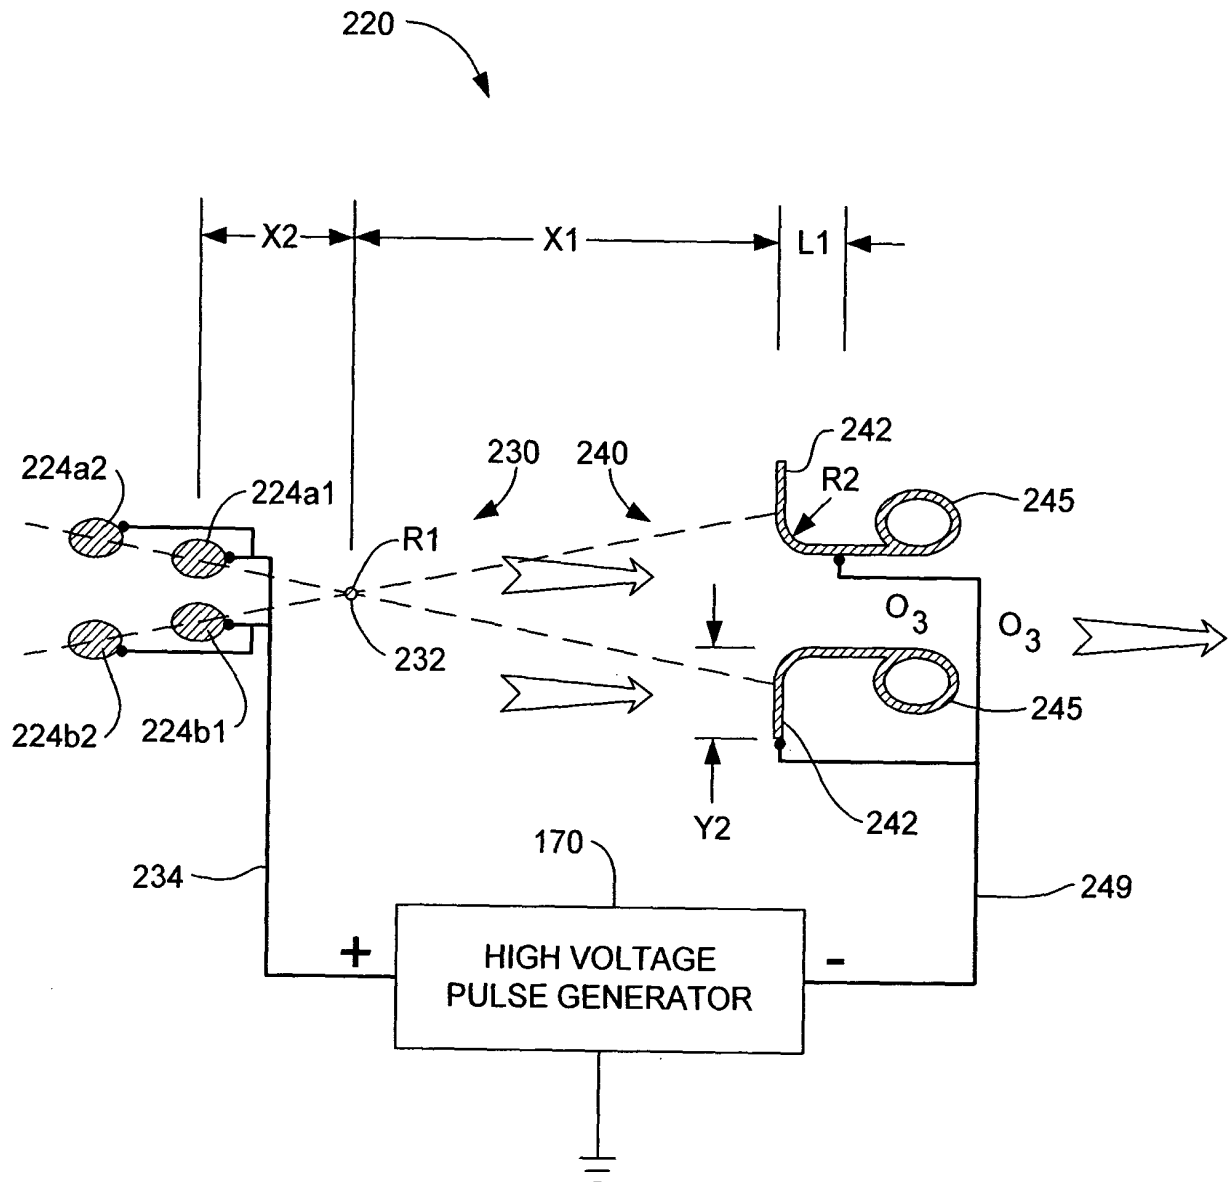 220
X2
X1
L1
242
224a2
224a1
230
240
R2
245
R1
O3
O3
232
224b2
224b1
245
Y2
242
170
234
249
+
-
HIGH VOLTAGE
PULSE GENERATOR